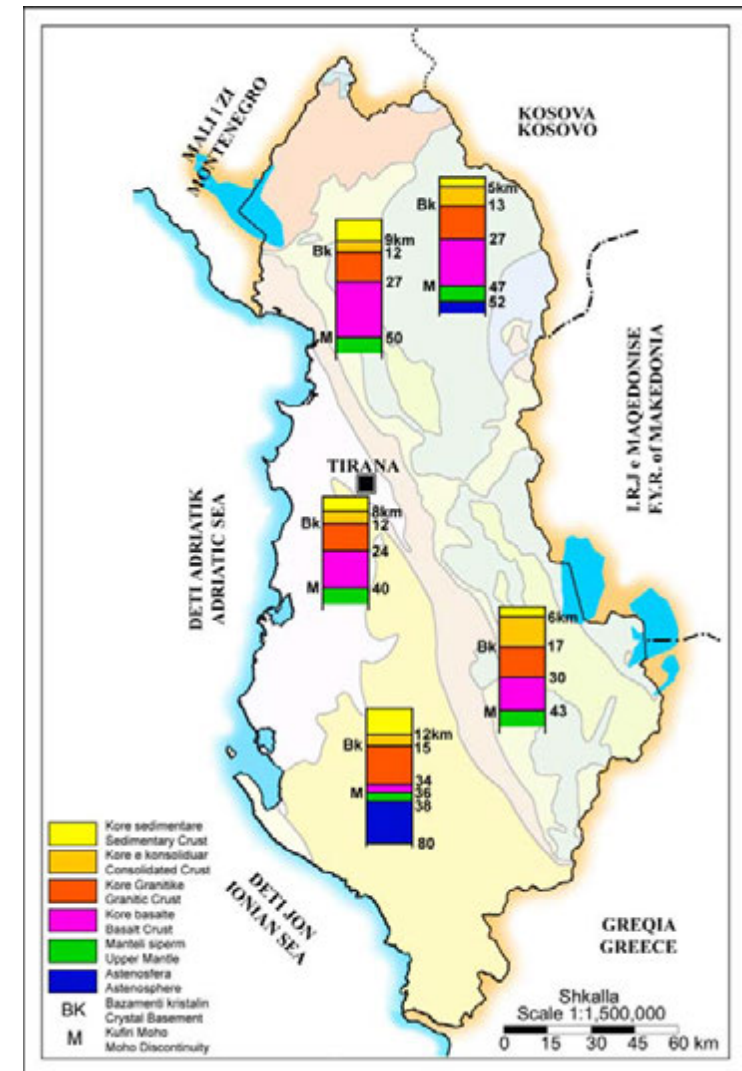 KOSOVA
KOSOVO
MALI i ZI
MONTENEGRO
5km
Bk
13
27
M
47
52
9km
Bk
12
27
M
50
I.R.J e MAQEDONISE
F.Y.R. of MAKEDONIA
TIRANA
8km
Bk
12
24
M
40
DETI ADRIATIK
ADRIATIC SEA
6km
Bk
17
30
M
43
12km
Bk
15
34
M
36
38
80
DETI JON
IONIAN SEA
GREQIA
GREECE
Kore sedimentare
Sedimentary Crust
Kore e konsoliduar
Consolidated Crust
Kore Granitike
Granitic Crust
Kore basalte
Basalt Crust
Manteli siperm
Upper Mantle
Astenosfera
Astenosphere
BK
Bazamenti kristalin
Crystal Basement
M
Kufiri Moho
Moho Discontinuity
Shkalla
Scale 1:1,500,000
0 15 30 45 60 km